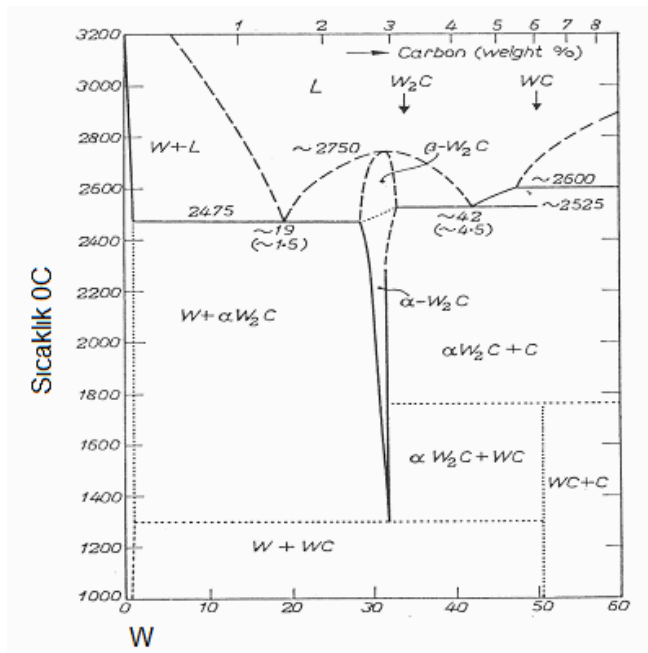 1 2 3 4 5 6 7 8
Carbon (weight %)
3200
3000
2800
2600
2400
2200
2000
1800
1600
1400
1200
1000
Sıcaklık 0C
L
W₂C
WC
W+L
~2750
β-W₂C
~2600
2475
~2525
~19
(~1·5)
~42
(~4·5)
α-W₂C
W+αW₂C
αW₂C+C
αW₂C+WC
WC+C
W + WC
0 10 20 30 40 50 60
W